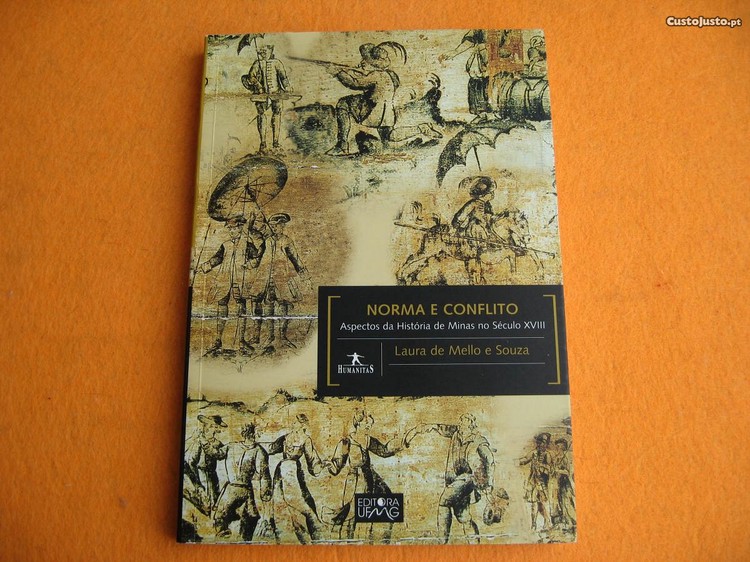 CustoJusto.pt
NORMA E CONFLITO
Aspectos da História de Minas no Século XVIII
Laura de Mello e Souza
HUMANITAS
EDITORA
UFMG